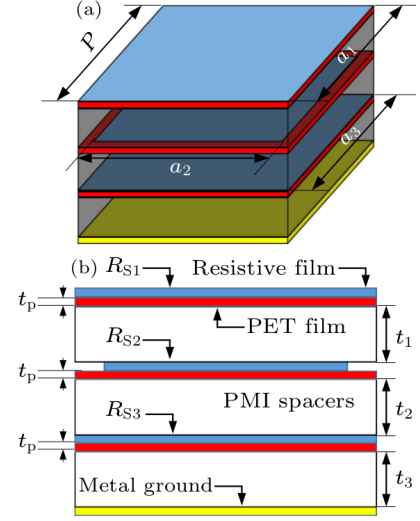 (a)
P
a1
a3
a2
(b)
RS1
Resistive film
tp
PET film
t1
RS2
tp
RS3
PMI spacers
t2
tp
Metal ground
t3